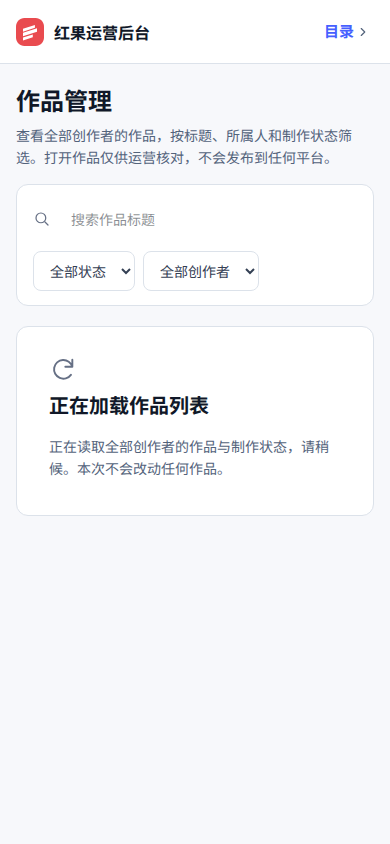 红果运营后台
目录
作品管理
查看全部创作者的作品，按标题、所属人和制作状态筛
选。打开作品仅供运营核对，不会发布到任何平台。
搜索作品标题
全部状态
全部创作者
正在加载作品列表
正在读取全部创作者的作品与制作情况，请稍
候。本次不会改动任何作品。